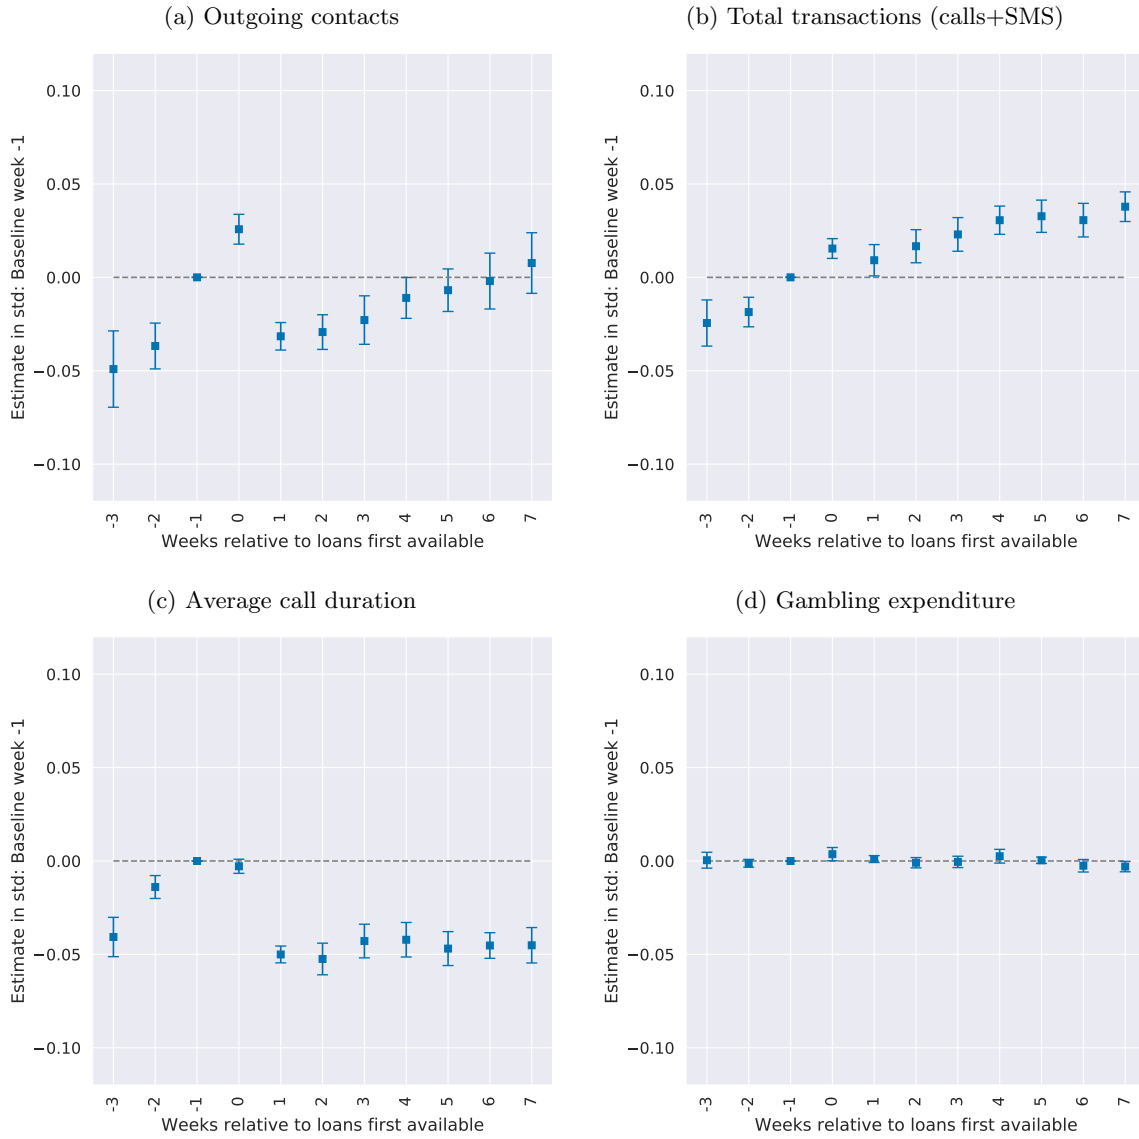 (a) Outgoing contacts
(b) Total transactions (calls+SMS)
Estimate in std: Baseline week -1
0.10
0.05
0.00
−0.05
−0.10
-3 -2 -1 0 1 2 3 4 5 6 7
Weeks relative to loans first available
Estimate in std: Baseline week -1
0.10
0.05
0.00
−0.05
−0.10
-3 -2 -1 0 1 2 3 4 5 6 7
Weeks relative to loans first available
(c) Average call duration
(d) Gambling expenditure
Estimate in std: Baseline week -1
0.10
0.05
0.00
−0.05
−0.10
-3 -2 -1 0 1 2 3 4 5 6 7
Weeks relative to loans first available
Estimate in std: Baseline week -1
0.10
0.05
0.00
−0.05
−0.10
-3 -2 -1 0 1 2 3 4 5 6 7
Weeks relative to loans first available